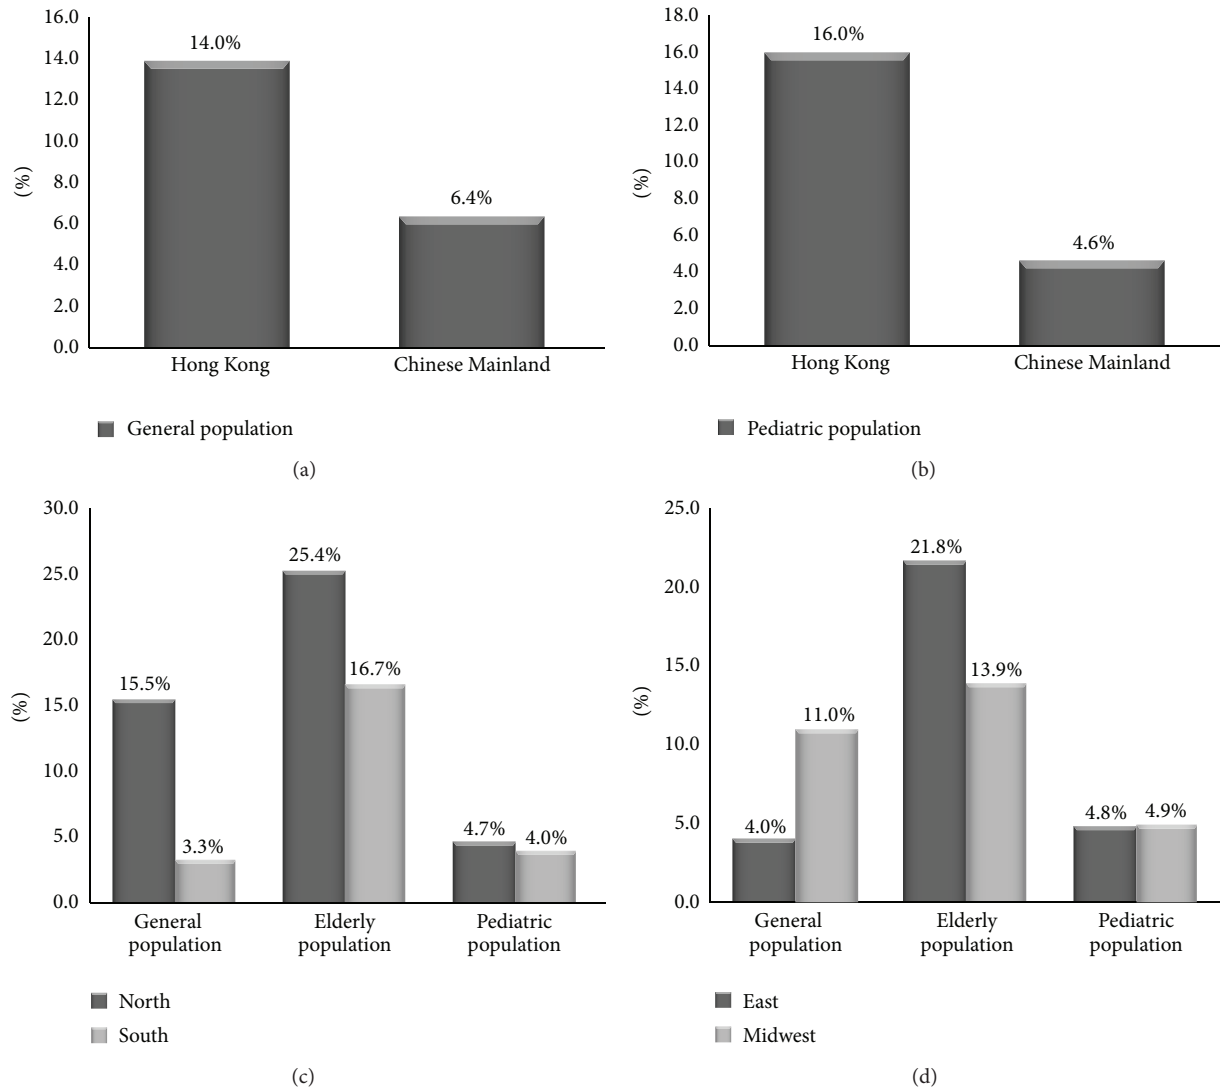 16.0
14.0
12.0
10.0
8.0
6.0
4.0
2.0
0.0
(%)
14.0%
6.4%
Hong Kong
Chinese Mainland
General population
(a)
18.0
16.0
14.0
12.0
10.0
8.0
6.0
4.0
2.0
0.0
(%)
16.0%
4.6%
Hong Kong
Chinese Mainland
Pediatric population
(b)
30.0
25.0
20.0
15.0
10.0
5.0
0.0
(%)
15.5%
3.3%
25.4%
16.7%
4.7%
4.0%
General
population
Elderly
population
Pediatric
population
North
South
(c)
25.0
20.0
15.0
10.0
5.0
0.0
(%)
4.0%
11.0%
21.8%
13.9%
4.8%
4.9%
General
population
Elderly
population
Pediatric
population
East
Midwest
(d)